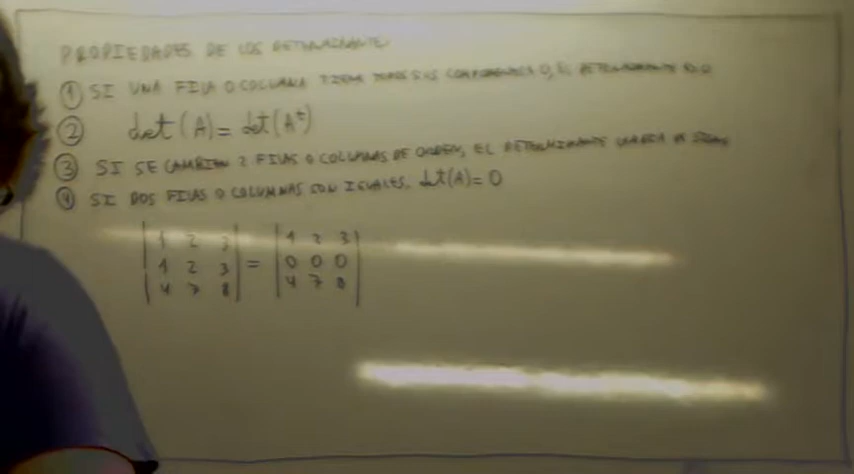 PROPIEDADES DE LOS DETERMINANTE
① SI UNA FILA O COLUMNA TIENE TODOS SUS COMPONENTES 0, EL DETERMINANTE ES 0
② det(A) = det(Aᵗ)
③ SI SE CAMBIAN 2 FILAS O COLUMNAS DE ORDEN, EL DETERMINANTE CAMBIA DE SIGNO
④ SI DOS FILAS O COLUMNAS SON IGUALES, det(A) = 0
| 1 2 3 | | 1 2 3 |
| 1 2 3 | = | 0 0 0 |
| 4 7 8 | | 4 7 8 |